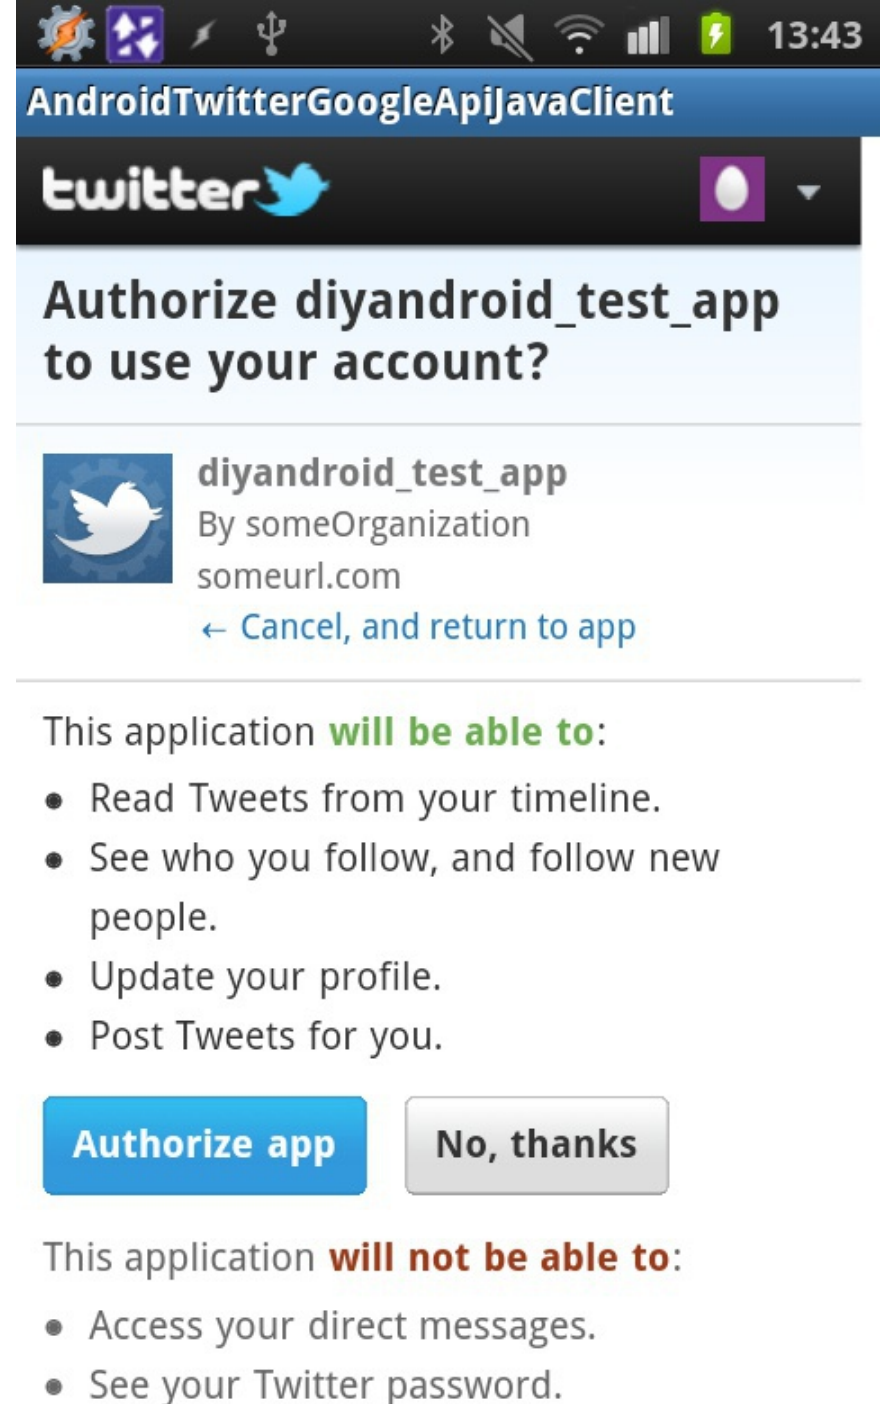 13:43
AndroidTwitterGoogleApiJavaClient
twitter
Authorize diyandroid_test_app
to use your account?
diyandroid_test_app
By someOrganization
someurl.com
← Cancel, and return to app
This application will be able to:
• Read Tweets from your timeline.
• See who you follow, and follow new
people.
• Update your profile.
• Post Tweets for you.
Authorize app No, thanks
This application will not be able to:
• Access your direct messages.
• See your Twitter password.